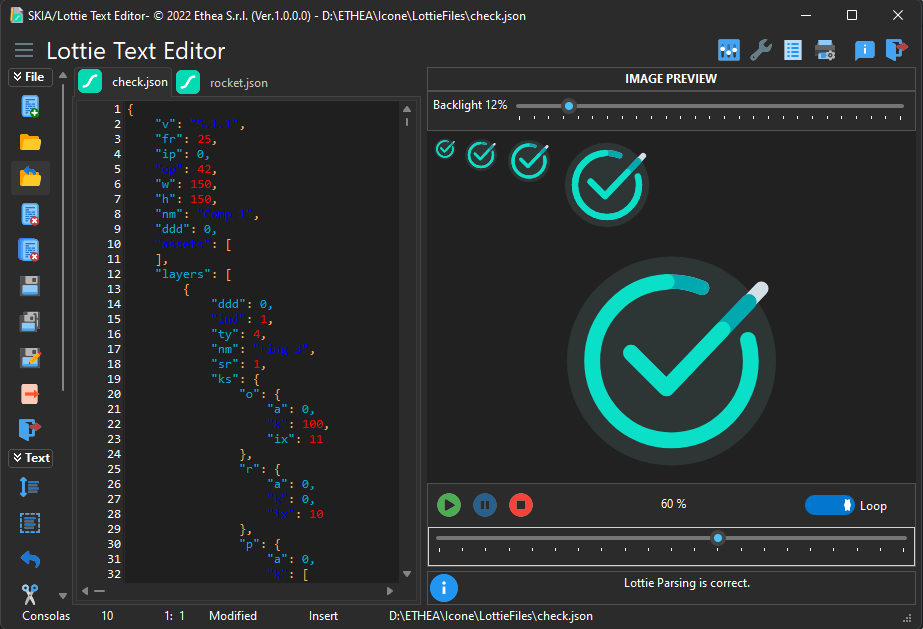 SKIA/Lottie Text Editor- © 2022 Ethea S.r.l. (Ver.1.0.0.0) - D:\ETHEA\Icone\LottieFiles\check.json
Lottie Text Editor
File
check.json
rocket.json
IMAGE PREVIEW
Backlight 12%
1 {
2 "v": "5.1.1",
3 "fr": 25,
4 "ip": 0,
5 "op": 42,
6 "w": 150,
7 "h": 150,
8 "nm": "Comp 1",
9 "ddd": 0,
10 "assets": [
11 ],
12 "layers": [
13 {
14 "ddd": 0,
15 "ind": 1,
16 "ty": 4,
17 "nm": "ring 3",
18 "sr": 1,
19 "ks": {
20 "o": {
21 "a": 0,
22 "k": 100,
23 "ix": 11
24 },
25 "r": {
26 "a": 0,
27 "k": 0,
28 "ix": 10
29 },
30 "p": {
31 "a": 0,
32 "k": [
Text
60 %
Loop
Lottie Parsing is correct.
Consolas 10 1: 1 Modified Insert D:\ETHEA\Icone\LottieFiles\check.json